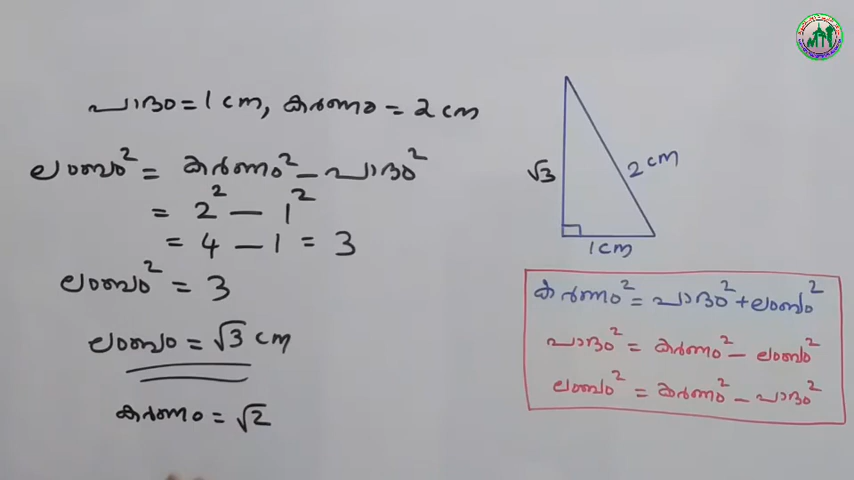 പാദം = 1 cm, കർണം = 2 cm
ലംബം² = കർണം² – പാദം²
= 2² – 1²
= 4 – 1 = 3
ലംബം² = 3
ലംബം = √3 cm
കർണം = √2
√3
2 cm
1 cm
കർണം² = പാദം² + ലംബം²
പാദം² = കർണം² – ലംബം²
ലംബം² = കർണം² – പാദം²